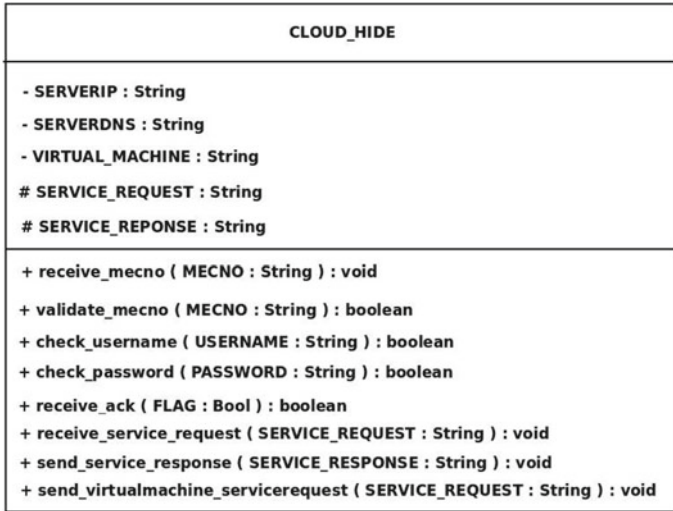 CLOUD_HIDE
- SERVERIP : String
- SERVERDNS : String
- VIRTUAL_MACHINE : String
# SERVICE_REQUEST : String
# SERVICE_REPONSE : String
+ receive_mecno ( MECNO : String ) : void
+ validate_mecno ( MECNO : String ) : boolean
+ check_username ( USERNAME : String ) : boolean
+ check_password ( PASSWORD : String ) : boolean
+ receive_ack ( FLAG : Bool ) : boolean
+ receive_service_request ( SERVICE_REQUEST : String ) : void
+ send_service_response ( SERVICE_RESPONSE : String ) : void
+ send_virtualmachine_servicerequest ( SERVICE_REQUEST : String ) : void